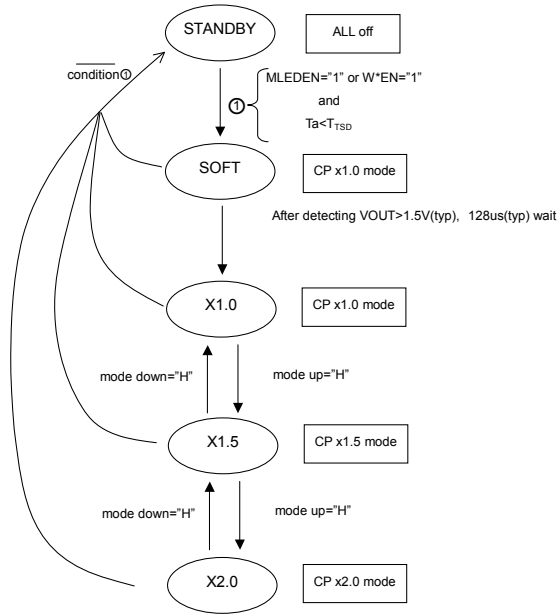 STANDBY
ALL off
condition①
①
MLEDEN="1" or W*EN="1"
and
Ta<TTSD
SOFT
CP x1.0 mode
After detecting VOUT>1.5V(typp), 128us(typ) wait
X1.0
CP x1.0 mode
mode down="H"
mode up="H"
X1.5
CP x1.5 mode
mode down="H"
mode up="H"
X2.0
CP x2.0 mode